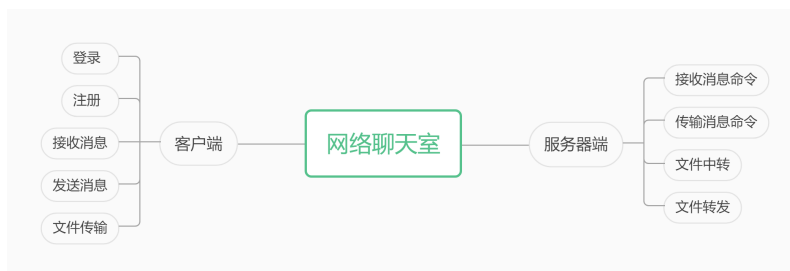 网络聊天室
客户端
登录
注册
接收消息
发送消息
文件传输
服务器端
接收消息命令
传输消息命令
文件中转
文件转发